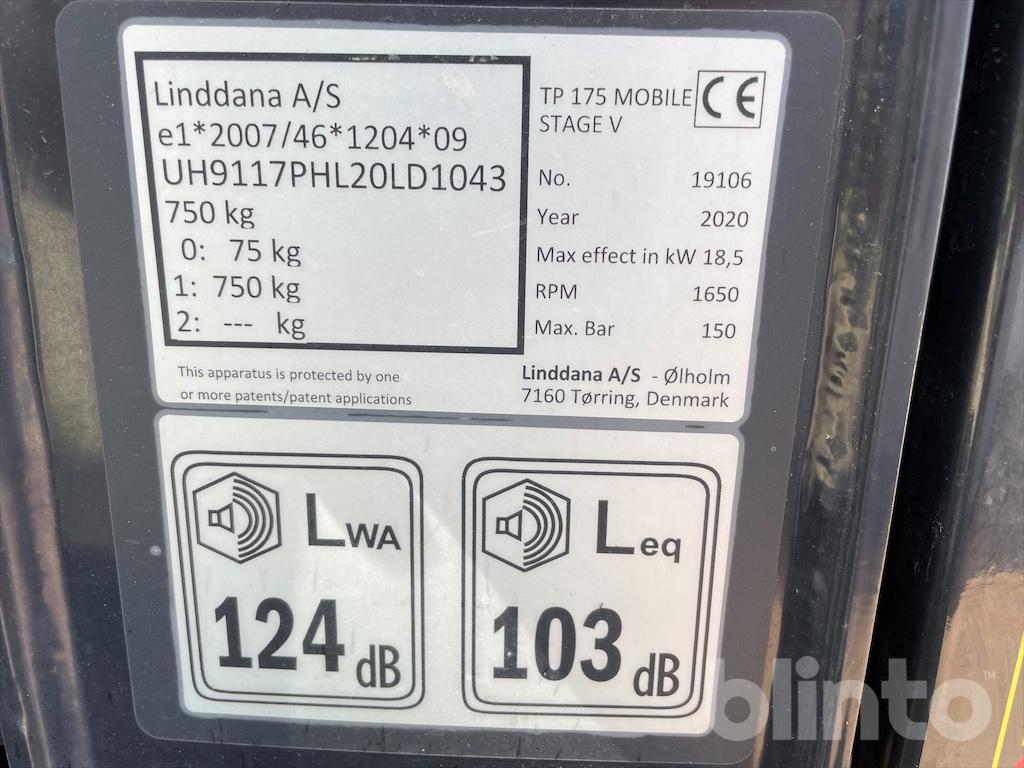 Linddana A/S
e1*2007/46*1204*09
UH9117PHL20LD1043
750 kg
0: 75 kg
1: 750 kg
2: --- kg
This apparatus is protected by one
or more patents/patent applications
TP 175 MOBILE CE
STAGE V
No. 19106
Year 2020
Max effect in kW 18,5
RPM 1650
Max. Bar 150
Linddana A/S - Ølholm
7160 Tørring, Denmark
LWA
124 dB
Leq
103 dB
blinto™